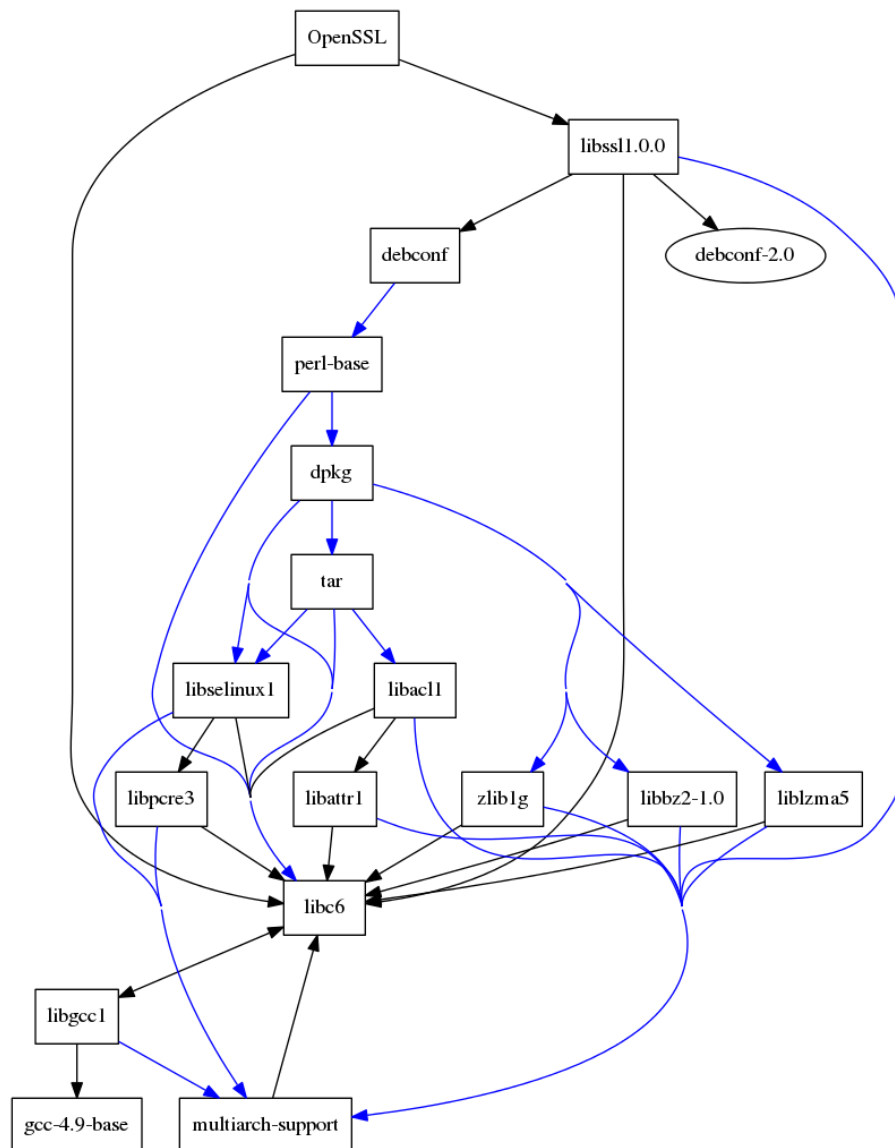 OpenSSL
libssl1.0.0
debconf
debconf-2.0
perl-base
dpkg
tar
libselinux1
libacl1
libpcre3
libattr1
zlib1g
libbz2-1.0
liblzma5
libc6
libgcc1
gcc-4.9-base
multiarch-support